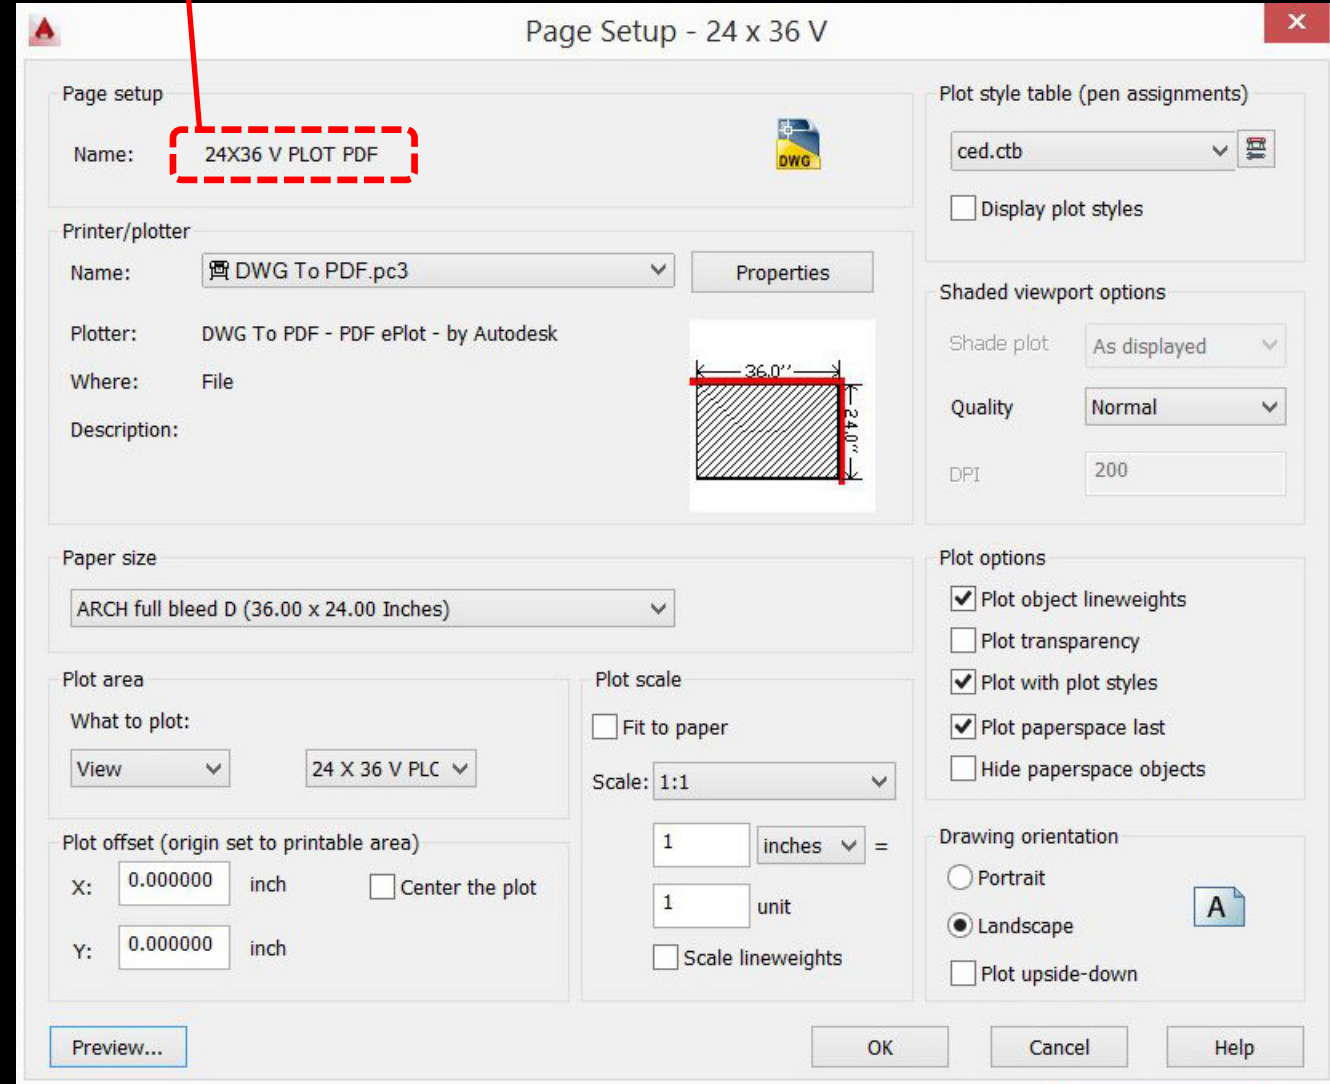 Page Setup - 24 x 36 V
Page setup
Name: 24X36 V PLOT PDF
DWG
Printer/plotter
Name: DWG To PDF.pc3
Properties
Plotter: DWG To PDF - PDF ePlot - by Autodesk
Where: File
Description:
36.0''
24.0''
Paper size
ARCH full bleed D (36.00 x 24.00 Inches)
Plot area
What to plot:
View
24 X 36 V PLC
Plot offset (origin set to printable area)
X: 0.000000 inch
Center the plot
Y: 0.000000 inch
Plot scale
Fit to paper
Scale: 1:1
1 inches =
1 unit
Scale lineweights
Plot style table (pen assignments)
ced.ctb
Display plot styles
Shaded viewport options
Shade plot As displayed
Quality Normal
DPI 200
Plot options
Plot object lineweights
Plot transparency
Plot with plot styles
Plot paperspace last
Hide paperspace objects
Drawing orientation
Portrait
Landscape
A
Plot upside-down
Preview...
OK
Cancel
Help